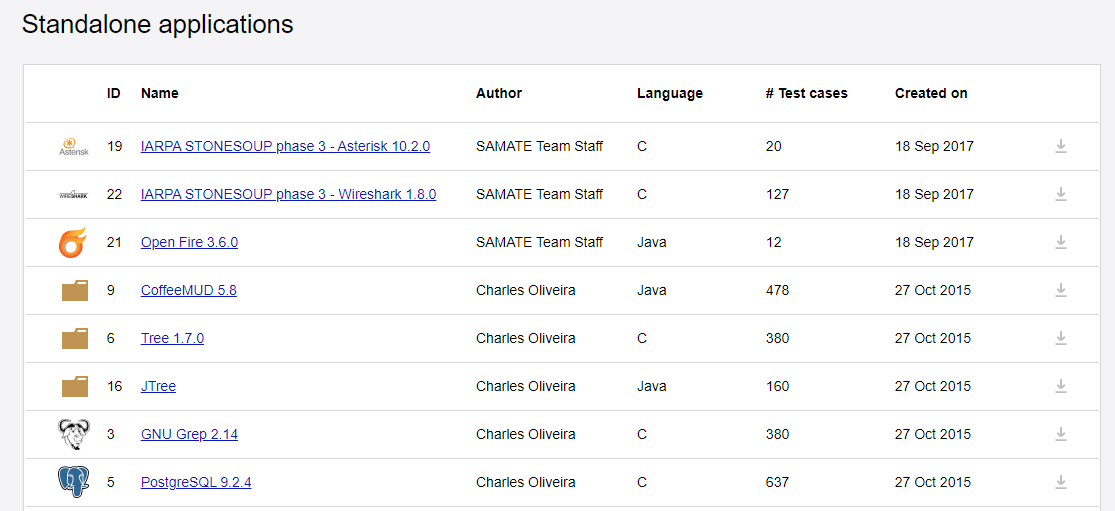 Standalone applications
ID Name Author Language # Test cases Created on
Asterisk 19 IARPA STONESOUP phase 3 - Asterisk 10.2.0 SAMATE Team Staff C 20 18 Sep 2017
WIRESHARK 22 IARPA STONESOUP phase 3 - Wireshark 1.8.0 SAMATE Team Staff C 127 18 Sep 2017
21 Open Fire 3.6.0 SAMATE Team Staff Java 12 18 Sep 2017
9 CoffeeMUD 5.8 Charles Oliveira Java 478 27 Oct 2015
6 Tree 1.7.0 Charles Oliveira C 380 27 Oct 2015
16 JTree Charles Oliveira Java 160 27 Oct 2015
3 GNU Grep 2.14 Charles Oliveira C 380 27 Oct 2015
5 PostgreSQL 9.2.4 Charles Oliveira C 637 27 Oct 2015